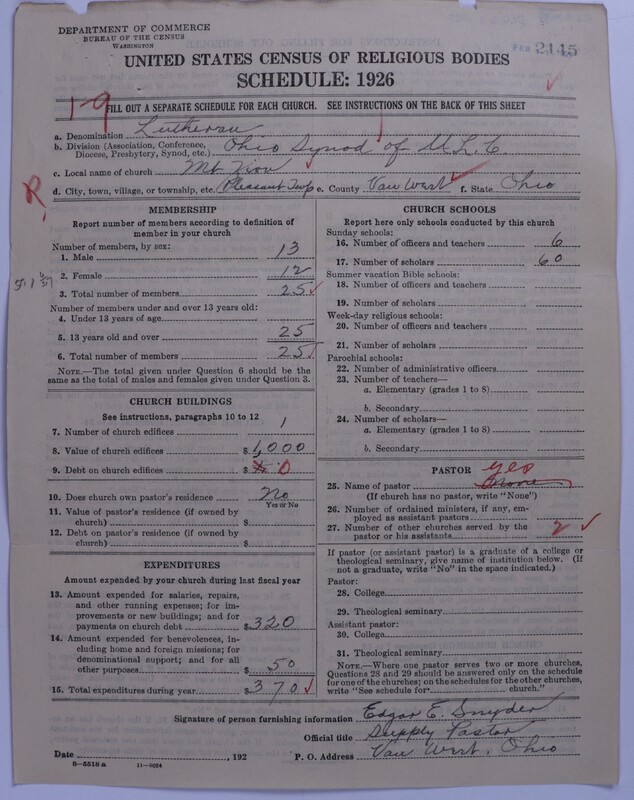 DEPARTMENT OF COMMERCE
BUREAU OF THE CENSUS
WASHINGTON
FEB 2445
UNITED STATES CENSUS OF RELIGIOUS BODIES
SCHEDULE: 1926
1-9
FILL OUT A SEPARATE SCHEDULE FOR EACH CHURCH. SEE INSTRUCTIONS ON THE BACK OF THIS SHEET
a. Denomination Lutheran
b. Division (Association, Conference, Diocese, Presbytery, Synod, etc.) Ohio Synod of U.L.C.
c. Local name of church Mt Zion
R
d. City, town, village, or township, etc. Pleasant Twp e. County Van Wert f. State Ohio
MEMBERSHIP
Report number of members according to definition of
member in your church
Number of members, by sex:
1. Male 13
2. Female 12
3. Total number of members 25
Number of members under and over 13 years old:
4. Under 13 years of age
5. 13 years old and over 25
6. Total number of members 25
NOTE.—The total given under Question 6 should be the
same as the total of males and females given under Question 3.
CHURCH BUILDINGS
See instructions, paragraphs 10 to 12
7. Number of church edifices 1
8. Value of church edifices $ 1,000
9. Debt on church edifices $ 0
10. Does church own pastor's residence No
Yes or No
11. Value of pastor's residence (if owned by
church) $
12. Debt on pastor's residence (if owned by
church) $
EXPENDITURES
Amount expended by your church during last fiscal year
13. Amount expended for salaries, repairs,
and other running expenses; for im-
provements or new buildings; and for
payments on church debt $ 320
14. Amount expended for benevolences, in-
cluding home and foreign missions; for
denominational support; and for all
other purposes $ 50
15. Total expenditures during year $ 370
CHURCH SCHOOLS
Report here only schools conducted by this church
Sunday schools:
16. Number of officers and teachers 6
17. Number of scholars 60
Summer vacation Bible schools:
18. Number of officers and teachers
19. Number of scholars
Week-day religious schools:
20. Number of officers and teachers
21. Number of scholars
Parochial schools:
22. Number of administrative officers
23. Number of teachers—
a. Elementary (grades 1 to 8)
b. Secondary
24. Number of scholars—
a. Elementary (grades 1 to 8)
b. Secondary
PASTOR yes
25. Name of pastor None
(If church has no pastor, write "None")
26. Number of ordained ministers, if any, em-
ployed as assistant pastors
27. Number of other churches served by the
pastor or his assistants 2
If pastor (or assistant pastor) is a graduate of a college or
theological seminary, give name of institution below. (If
not a graduate, write "No" in the space indicated.)
Pastor:
28. College
29. Theological seminary
Assistant pastor:
30. College
31. Theological seminary
NOTE.—Where one pastor serves two or more churches,
Questions 28 and 29 should be answered only on the schedule
for one of the churches; on the schedules for the other churches,
write "See schedule for church."
Signature of person furnishing information Edgar E. Snyder
Official title Supply Pastor
Date , 192 P. O. Address Van Wert, Ohio
8-5518 a 11-9024